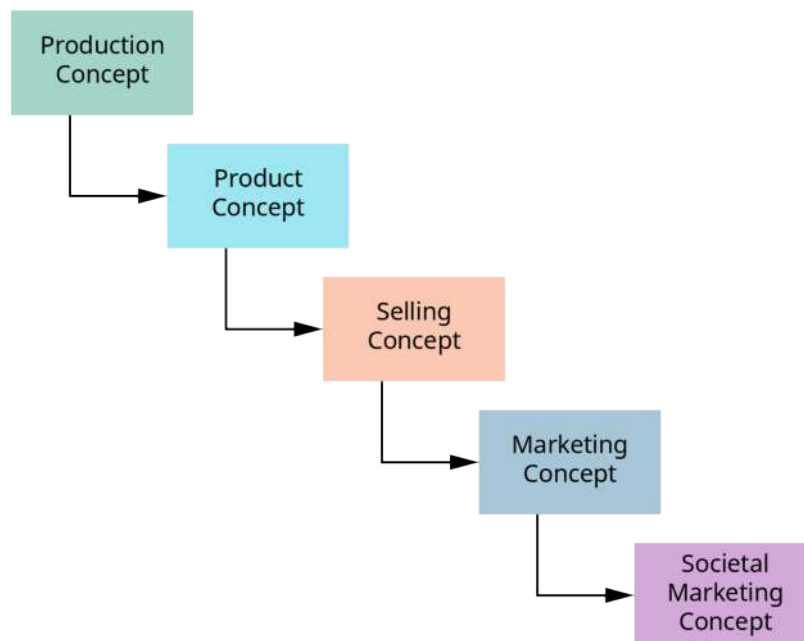 Production
Concept
Product
Concept
Selling
Concept
Marketing
Concept
Societal
Marketing
Concept